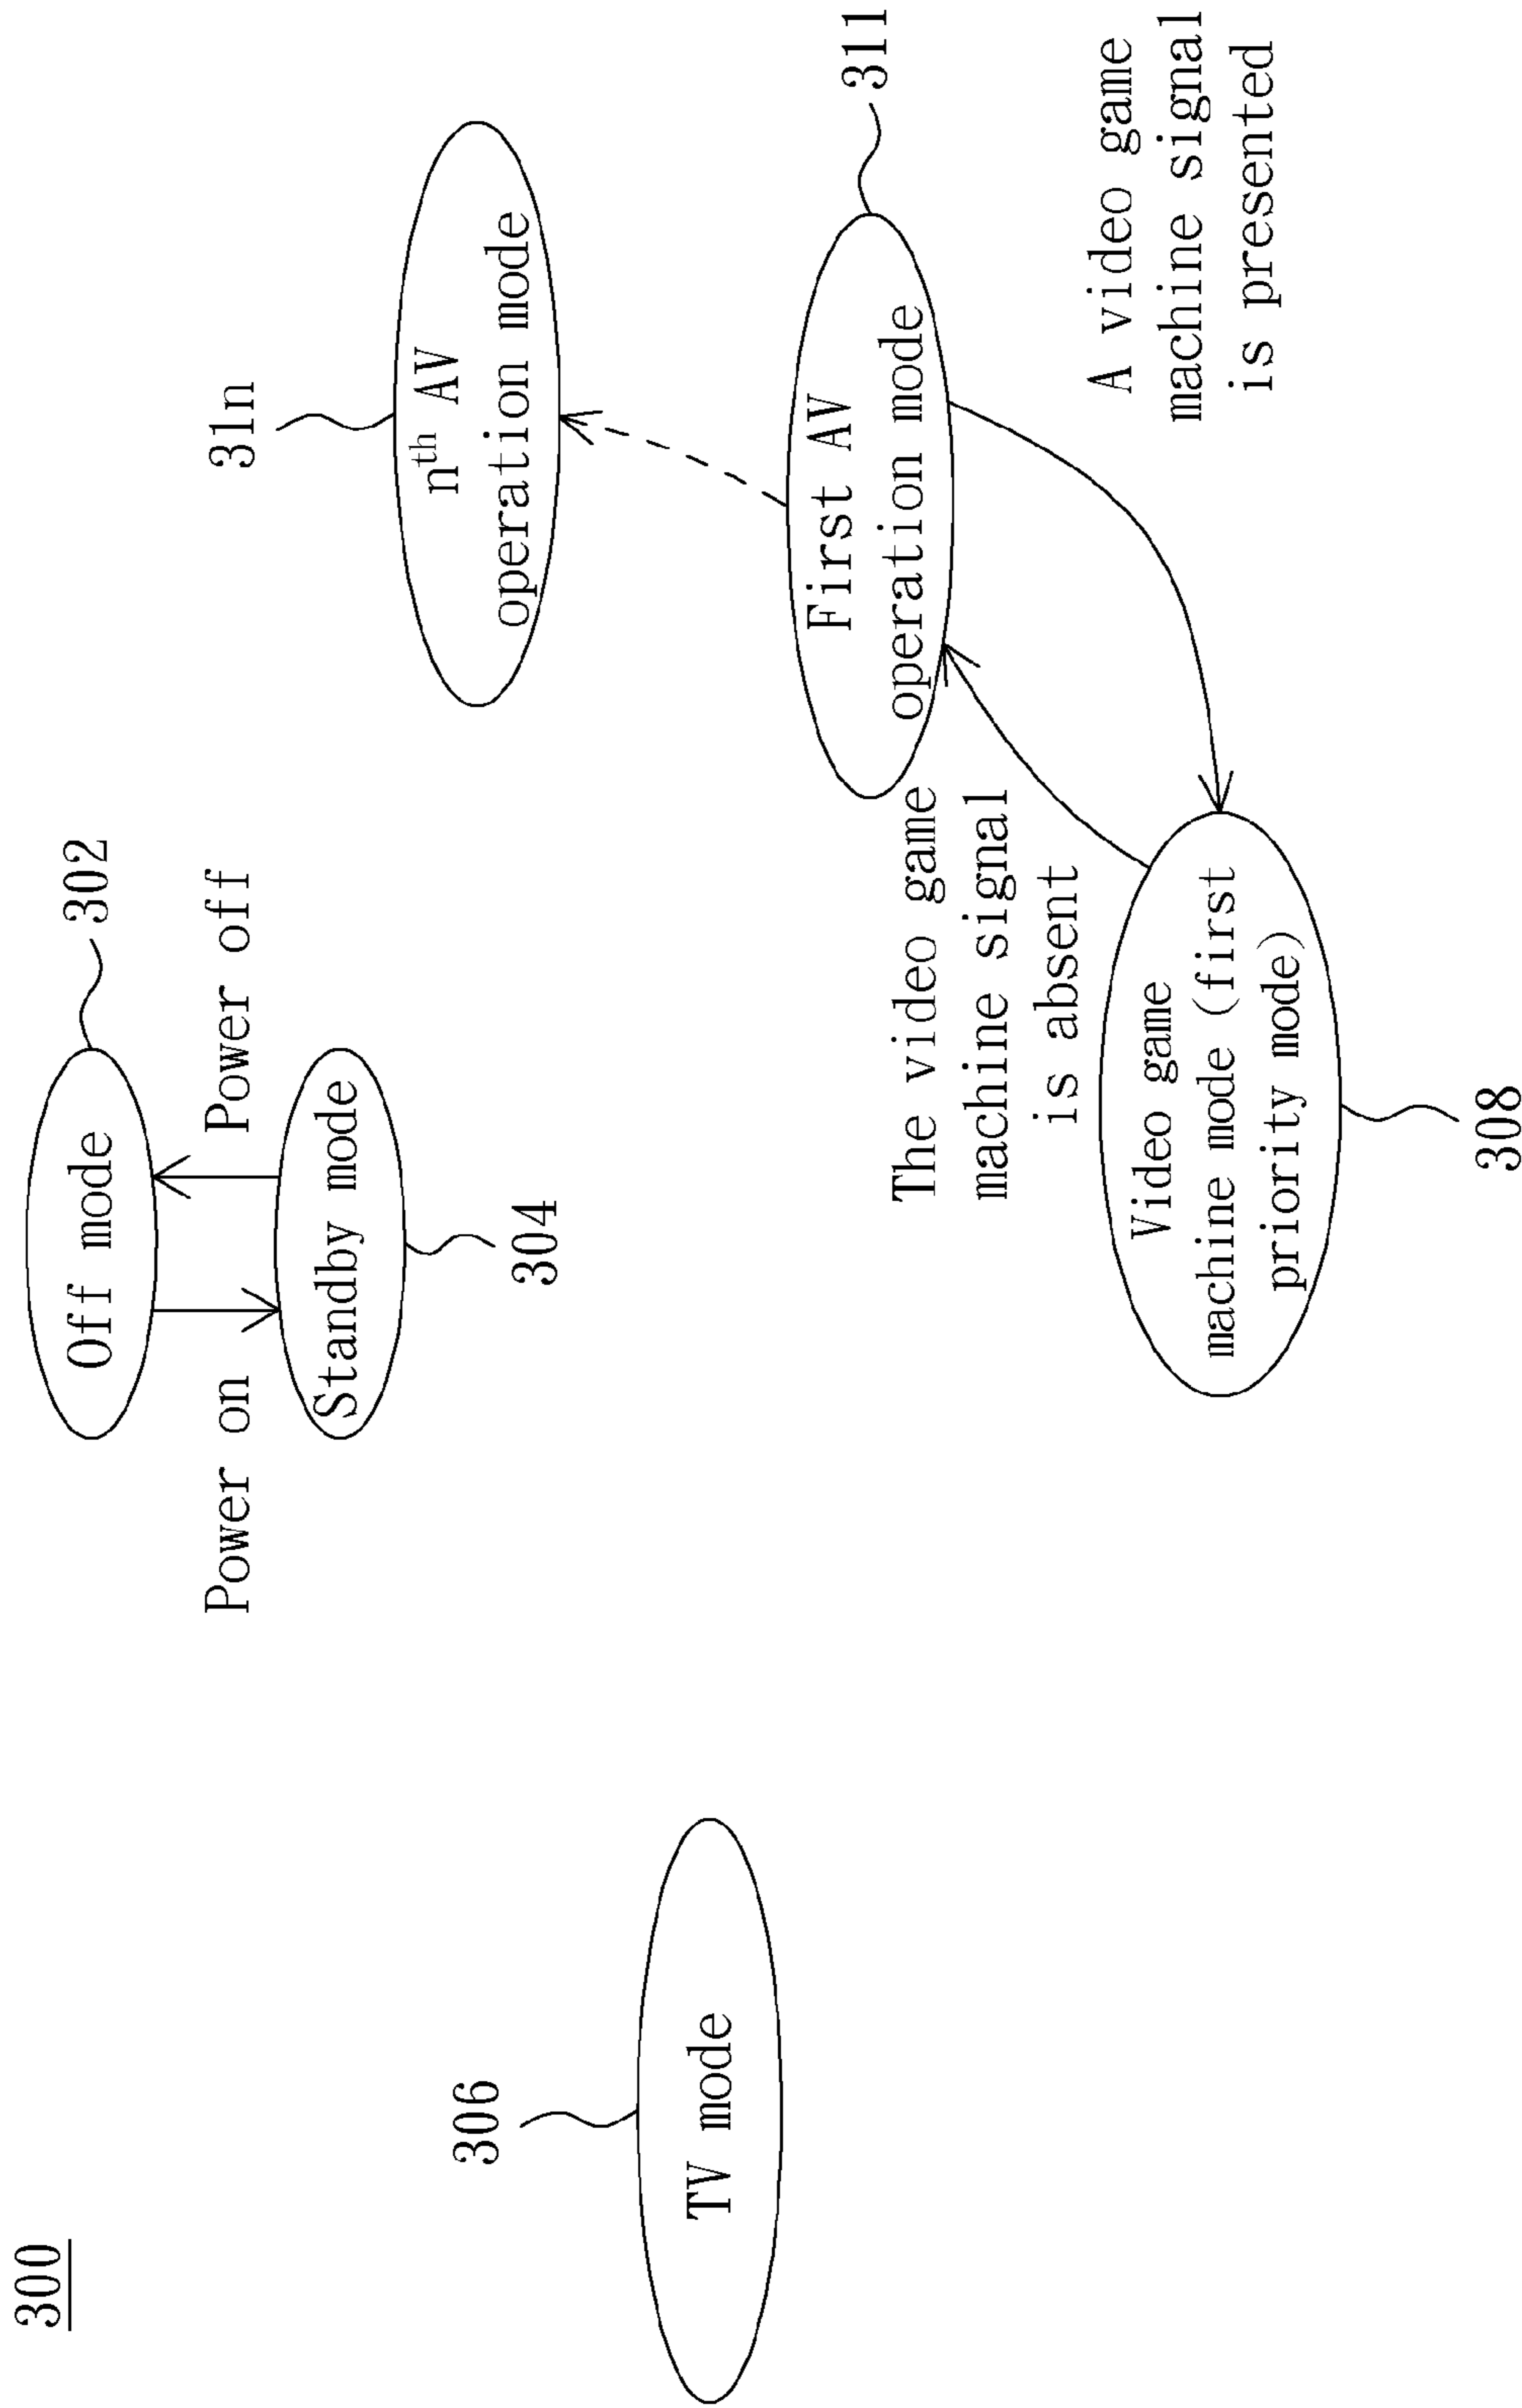 300
302
Off mode
Power on
Power off
Standby mode
304
31n
nth AV
operation mode
306
TV mode
311
First AV
operation mode
The video game
machine signal
is absent
A video game
machine signal
is presented
Video game
machine mode (first
priority mode)
308